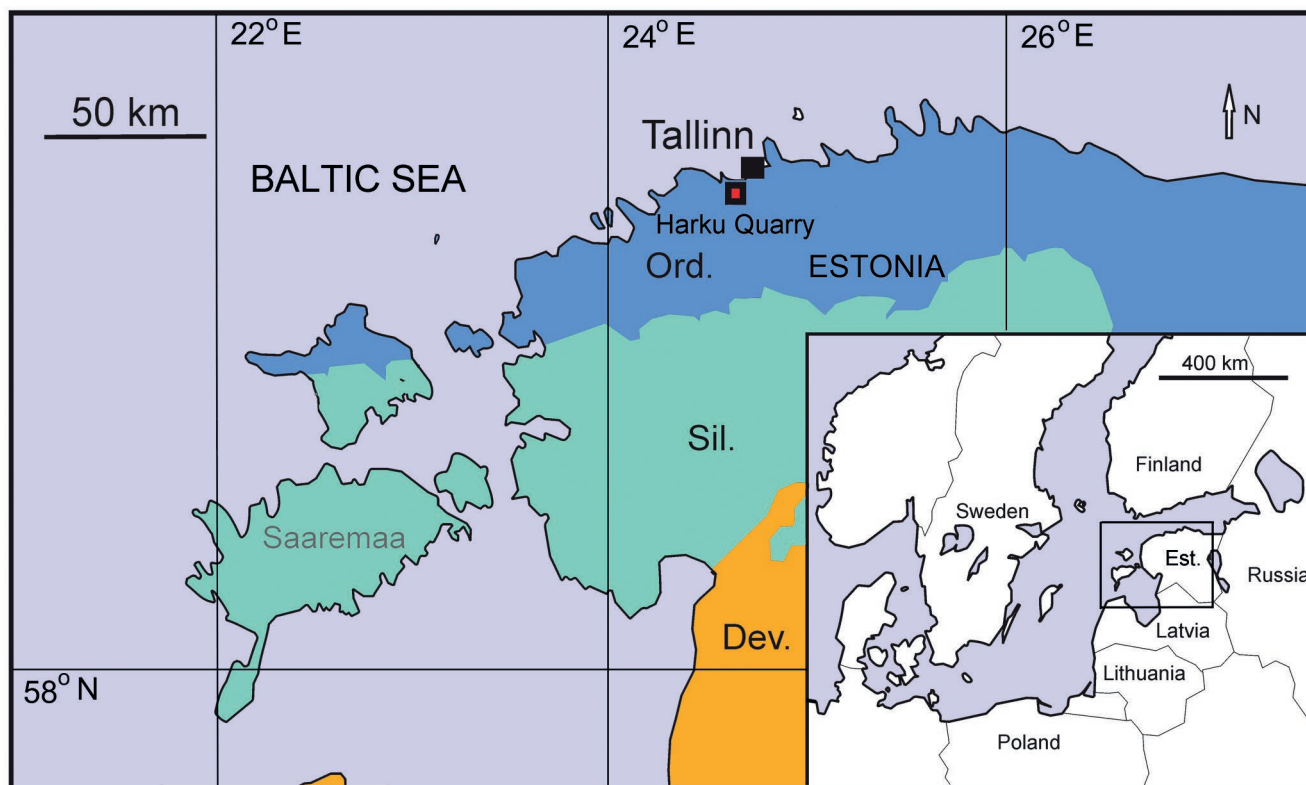 22° E
24° E
26° E
50 km
N
Tallinn
BALTIC SEA
Harku Quarry
Ord.
ESTONIA
400 km
Sil.
Finland
Sweden
Saaremaa
Est.
Russia
Dev.
Latvia
58° N
Lithuania
Poland